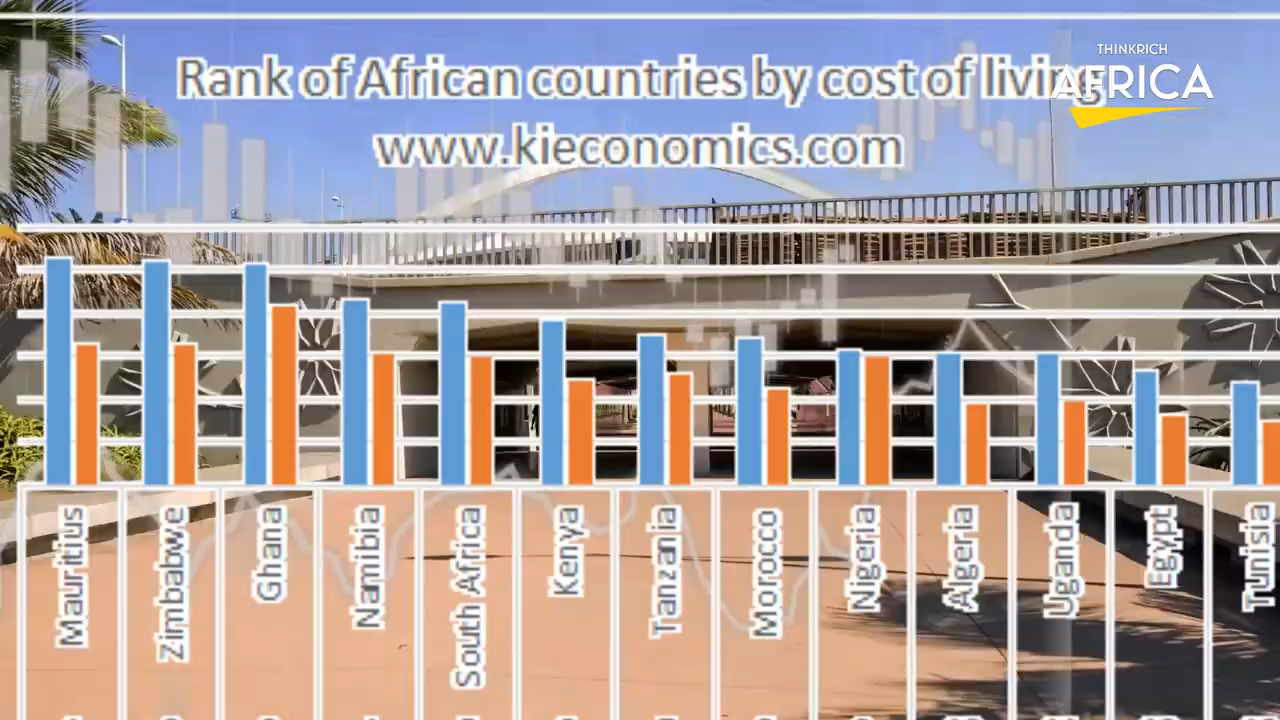 Rank of African countries by cost of living
www.kieconomics.com
THINKRICH
AFRICA
Mauritius
Zimbabwe
Ghana
Namibia
South Africa
Kenya
Tanzania
Morocco
Nigeria
Algeria
Uganda
Egypt
Tunisia